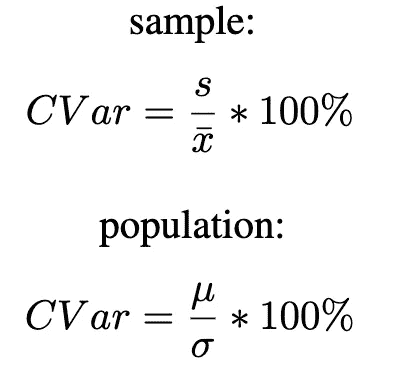 sample:
CVar = s/x̄ * 100%
population:
CVar = μ/σ * 100%